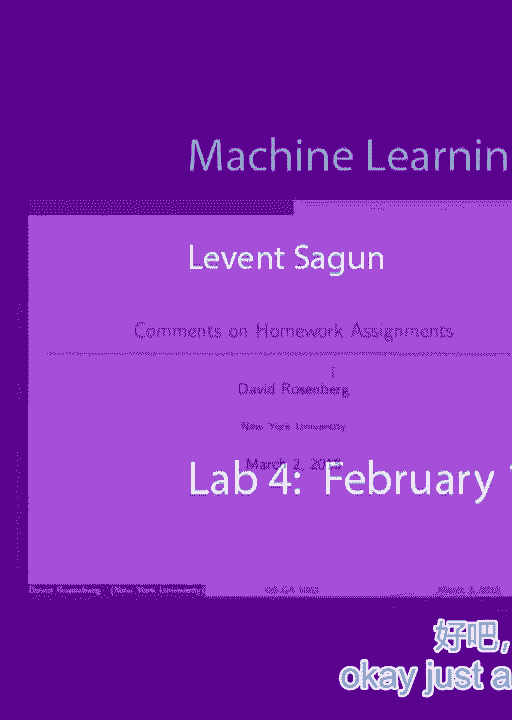 Machine Learnin
Levent Sagun
Comments on Homework Assignments
David Rosenberg
New York University
March 2, 2015
Lab 4: February
David Rosenberg (New York University) DS-GA 1003 March 2, 2015
好吧,
okay just a